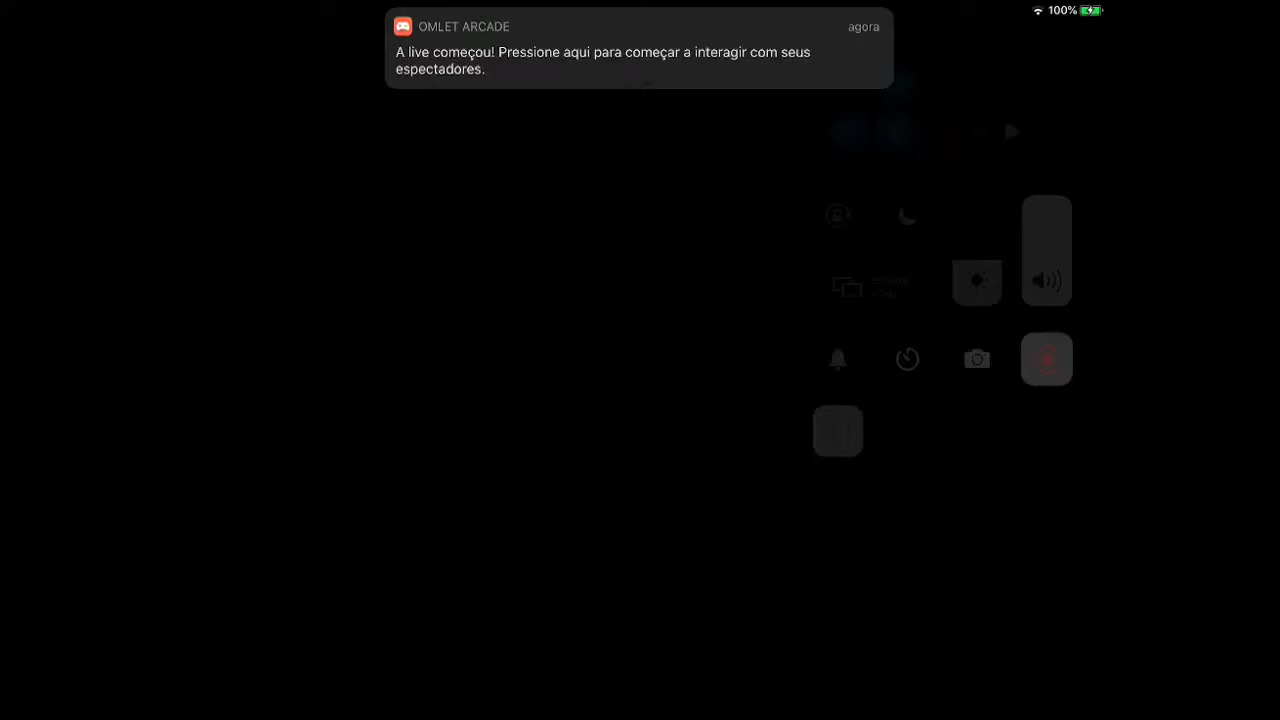 100%
OMLET ARCADE
agora
A live começou! Pressione aqui para começar a interagir com seus
espectadores.